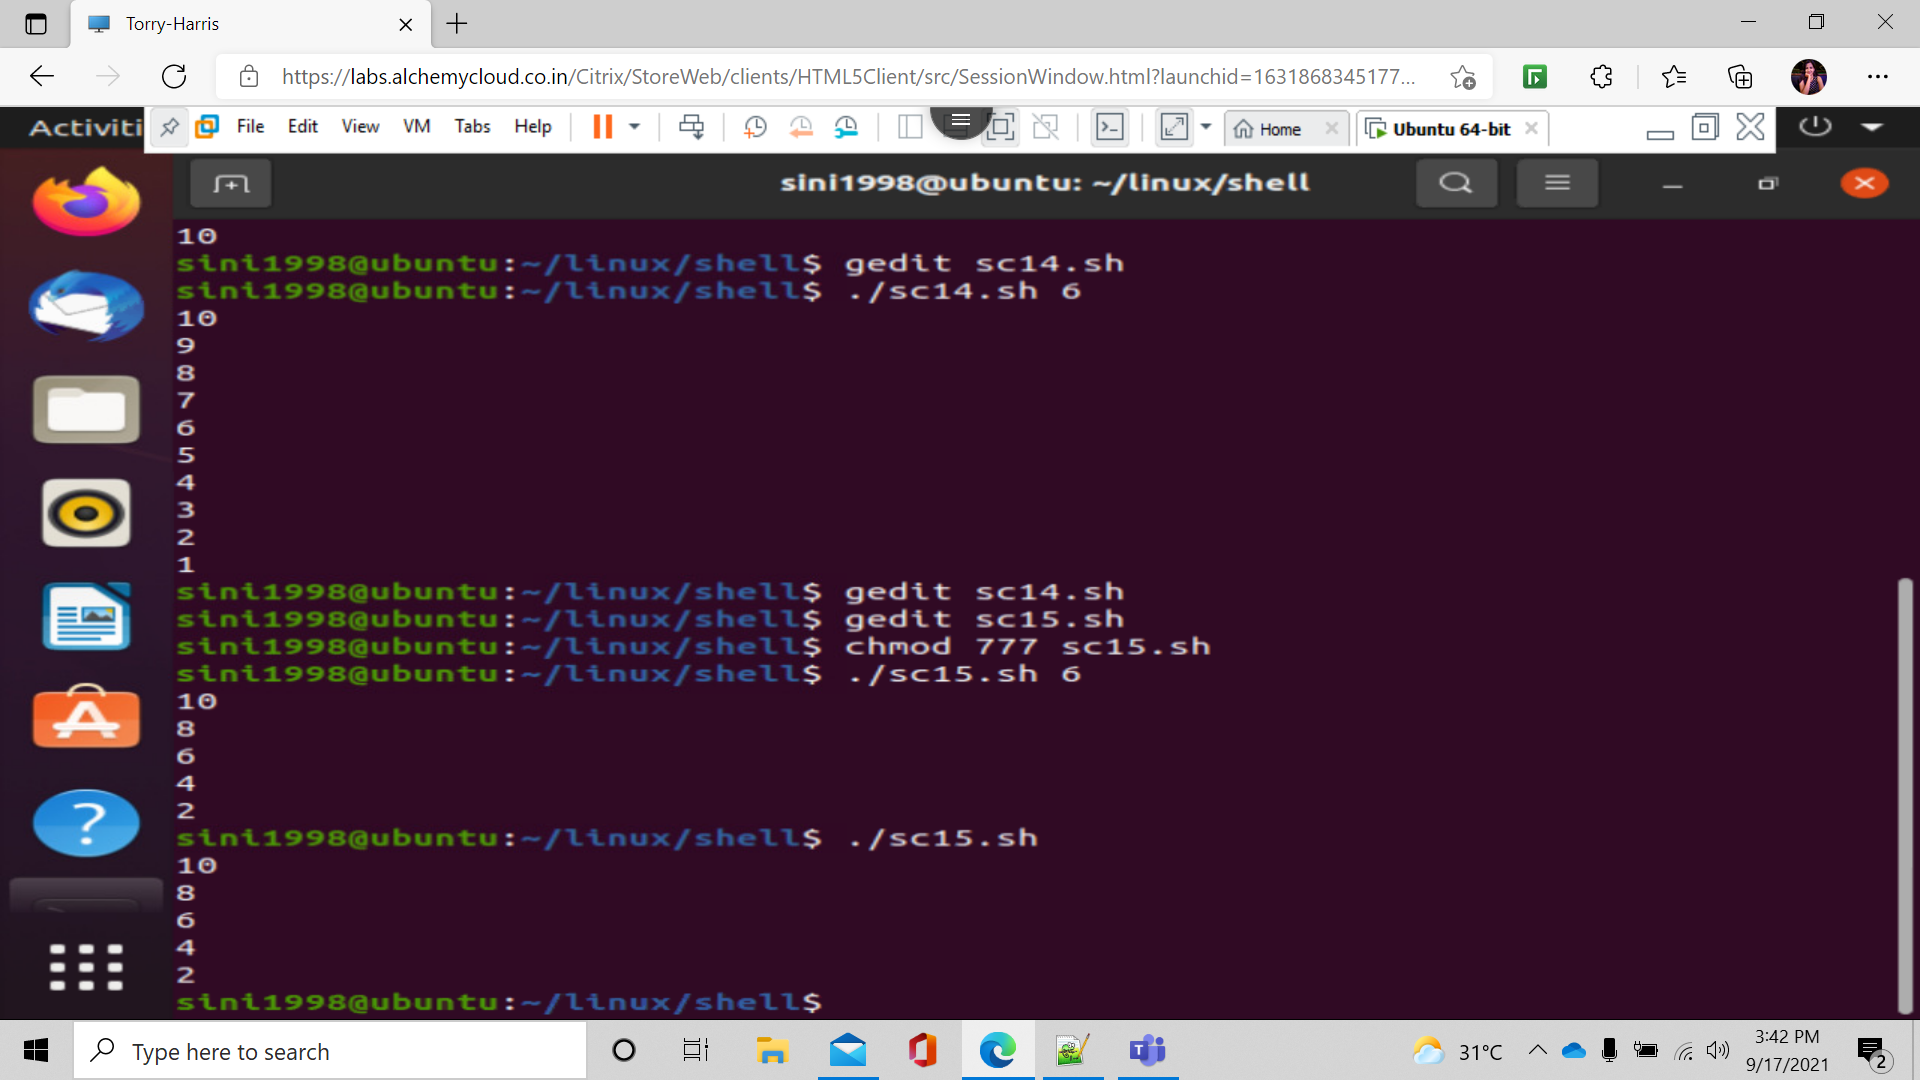 Torry-Harris
https://labs.alchemycloud.co.in/Citrix/StoreWeb/clients/HTML5Client/src/SessionWindow.html?launchid=1631868345177...
Activiti File Edit View VM Tabs Help Home Ubuntu 64-bit
sini1998@ubuntu: ~/linux/shell
10
sini1998@ubuntu:~/linux/shell$ gedit sc14.sh
sini1998@ubuntu:~/linux/shell$ ./sc14.sh 6
10
9
8
7
6
5
4
3
2
1
sini1998@ubuntu:~/linux/shell$ gedit sc14.sh
sini1998@ubuntu:~/linux/shell$ gedit sc15.sh
sini1998@ubuntu:~/linux/shell$ chmod 777 sc15.sh
sini1998@ubuntu:~/linux/shell$ ./sc15.sh 6
10
8
6
4
2
sini1998@ubuntu:~/linux/shell$ ./sc15.sh
10
8
6
4
2
sini1998@ubuntu:~/linux/shell$
Type here to search
31°C
3:42 PM
9/17/2021
2